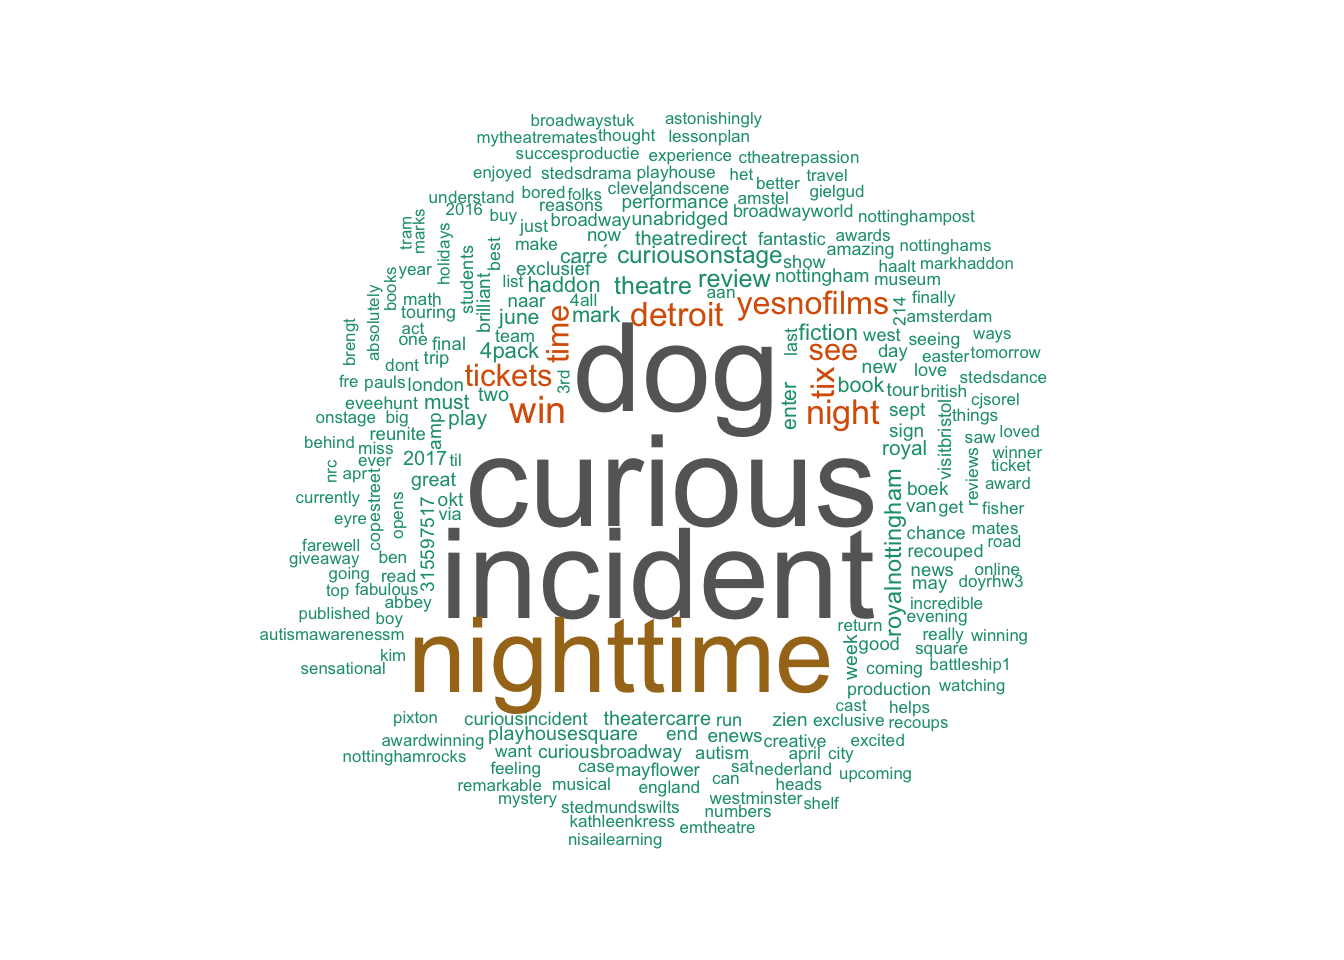 broadwaystuk
astonishingly
mytheatremates
thought
lessonplan
succesproductie
experience
ctheatrepassion
enjoyed
stedsdrama
playhouse
het
travel
better
understand
bored
folks
clevelandscene
amstel
gielgud
2016
buy
reasons
performance
broadwayworld
nottinghampost
tram
marks
holidays
just
broadway
unabridged
students
best
make
now
theatredirect
fantastic
awards
nottinghams
carré
curiousonstage
show
amazing
year
books
exclusief
haalt
markhaddon
list
haddon
theatre
review
nottingham
museum
math
naar
4all
aan
yesnofilms
214
finally
touring
brilliant
june
time
mark
detroit
amsterdam
brengt
absolutely
act
one
final
team
dog
last
fiction
west
seeing
ways
4pack
see
day
easter
tomorrow
dont
trip
new
love
fre
pauls
london
tickets
3rd
tix
book
tour
british
stedsdance
eveehunt
must
two
win
enter
night
sept
cjsorel
onstage
big
amp
play
things
reunite
sign
visitbristol
behind
miss
royal
saw
loved
nrc
ever
2017
til
curious
reviews
winner
apr
ticket
great
award
currently
copestreet
opens
okt
boek
eyre
via
van
get
fisher
royalnottingham
chance
mates
farewell
315597517
incident
recouped
road
giveaway
ben
news
online
going
read
may
doyrhw3
top
fabulous
abbey
incredible
published
boy
nighttime
return
evening
autismawarenessm
week
really
winning
kim
good
square
sensational
coming
battleship1
production
watching
pixton
curiousincident
theatercarre
run
zien
exclusive
cast
helps
recoups
awardwinning
playhousesquare
end
enews
creative
excited
nottinghamrocks
want
curiousbroadway
autism
april
city
feeling
case
mayflower
sat
nederland
upcoming
remarkable
musical
england
can
heads
mystery
stedmundswilts
westminster
shelf
kathleenkress
numbers
emtheatre
nisailearning